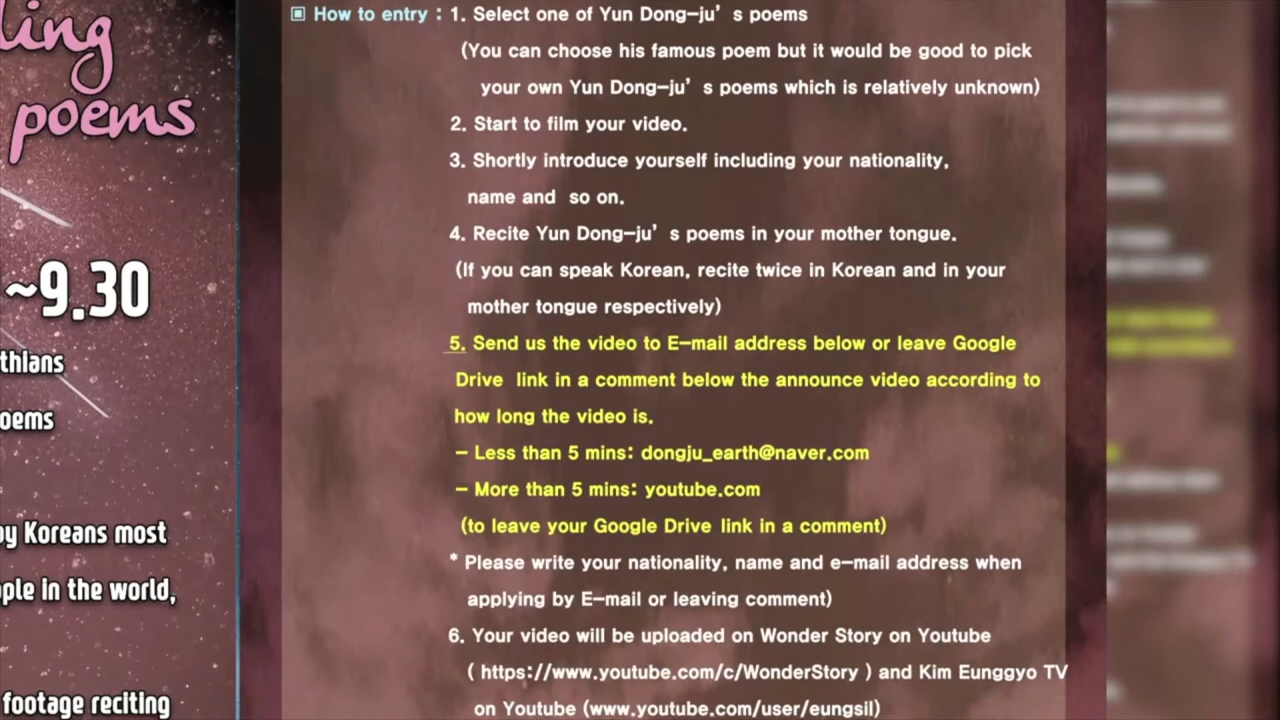 ling
poems
~9.30
thians
oems
by Koreans most
ple in the world,
footage reciting
▣ How to entry : 1. Select one of Yun Dong-ju' s poems
(You can choose his famous poem but it would be good to pick
your own Yun Dong-ju' s poems which is relatively unknown)
2. Start to film your video.
3. Shortly introduce yourself including your nationality,
name and so on.
4. Recite Yun Dong-ju' s poems in your mother tongue.
(If you can speak Korean, recite twice in Korean and in your
mother tongue respectively)
5. Send us the video to E-mail address below or leave Google
Drive link in a comment below the announce video according to
how long the video is.
- Less than 5 mins: dongju_earth@naver.com
- More than 5 mins: youtube.com
(to leave your Google Drive link in a comment)
* Please write your nationality, name and e-mail address when
applying by E-mail or leaving comment)
6. Your video will be uploaded on Wonder Story on Youtube
( https://www.youtube.com/c/WonderStory ) and Kim Eunggyo TV
on Youtube (www.youtube.com/user/eungsil)